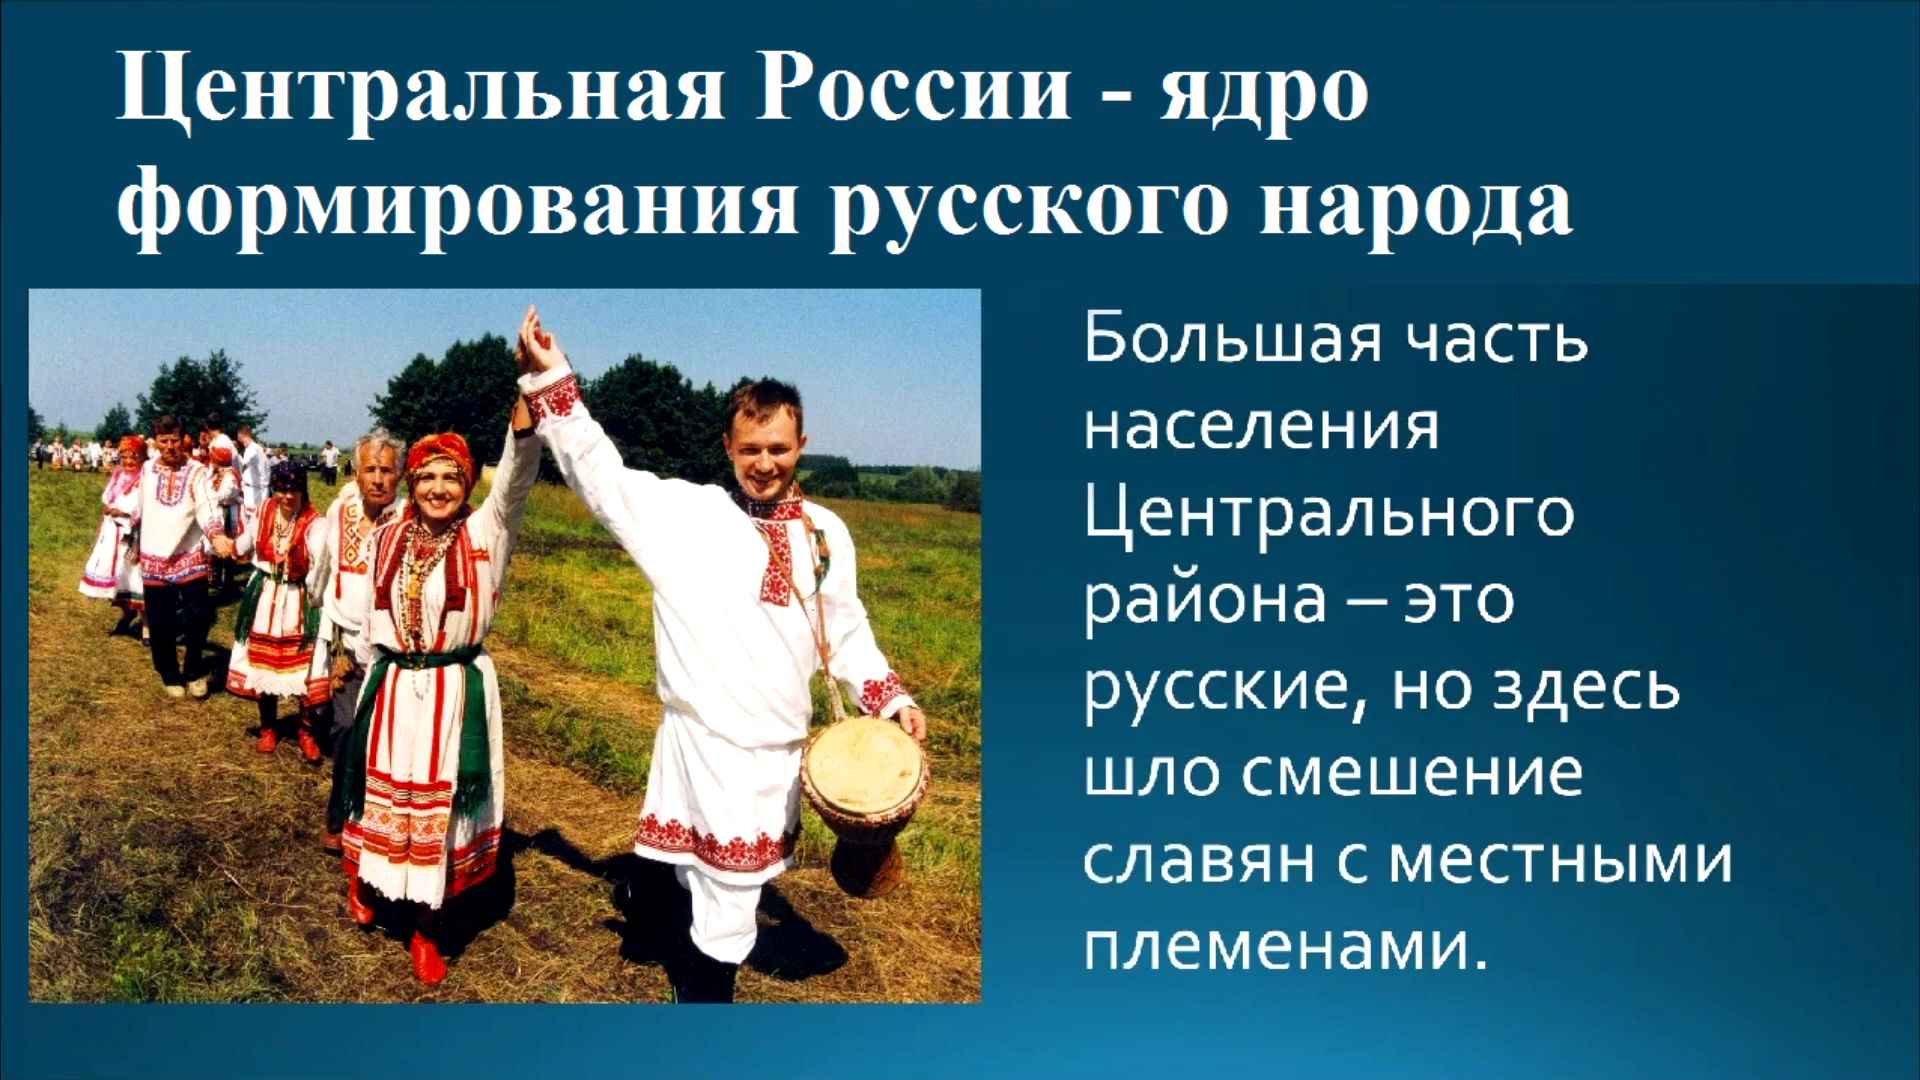 Центральная России - ядро
формирования русского народа
Большая часть
населения
Центрального
района – это
русские, но здесь
шло смешение
славян с местными
племенами.